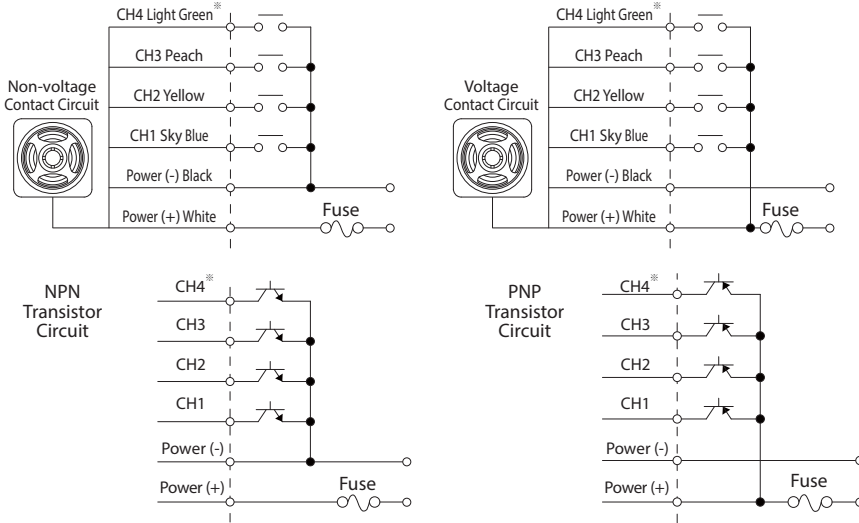 CH4 Light Green※
CH3 Peach
Non-voltage
Contact Circuit
CH2 Yellow
CH1 Sky Blue
Power (-) Black
Power (+) White
Fuse
CH4 Light Green※
CH3 Peach
Voltage
Contact Circuit
CH2 Yellow
CH1 Sky Blue
Power (-) Black
Power (+) White
Fuse
NPN
Transistor
Circuit
CH4※
CH3
CH2
CH1
Power (-)
Power (+)
Fuse
PNP
Transistor
Circuit
CH4※
CH3
CH2
CH1
Power (-)
Power (+)
Fuse